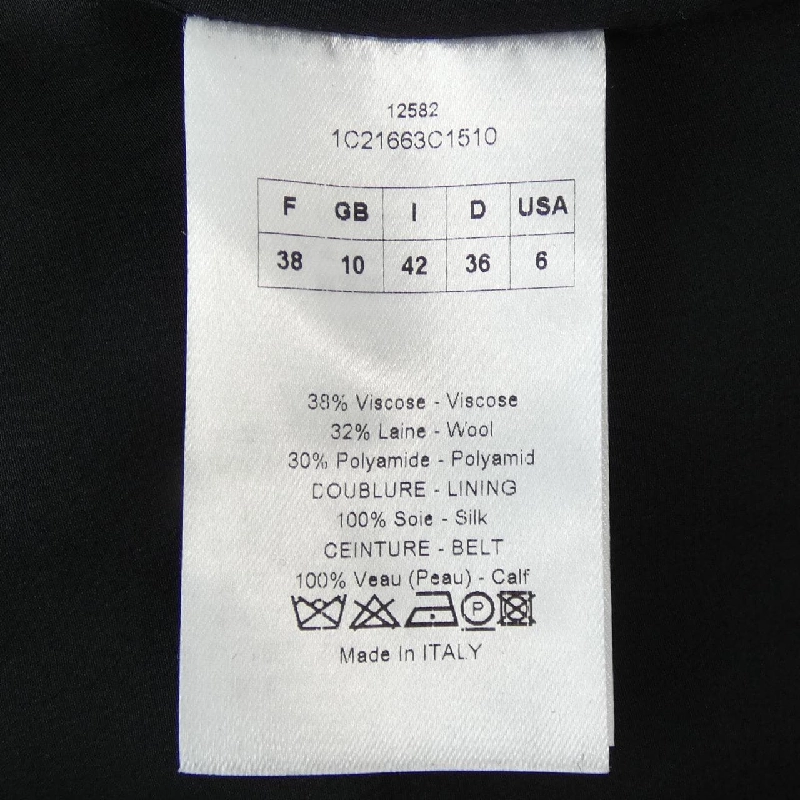 12582
1C21663C1510
F GB I D USA
38 10 42 36 6
38% Viscose - Viscose
32% Laine - Wool
30% Polyamide - Polyamid
DOUBLURE - LINING
100% Soie - Silk
CEINTURE - BELT
100% Veau (Peau) - Calf
P
Made In ITALY